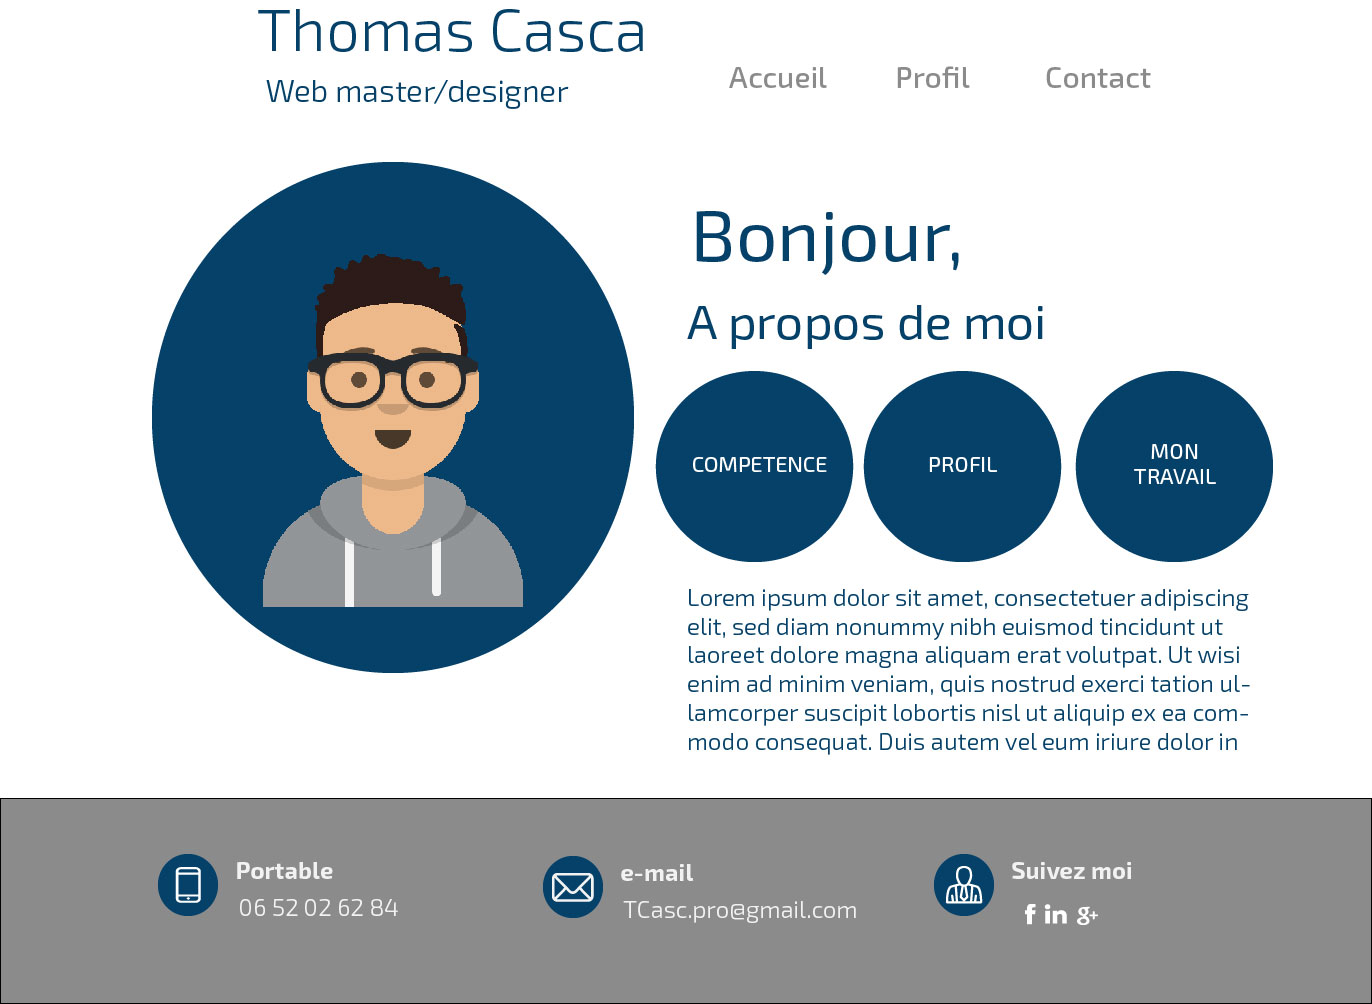 Thomas Casca
Web master/designer
Accueil
Profil
Contact
Bonjour,
A propos de moi
COMPETENCE
PROFIL
MON
TRAVAIL
Lorem ipsum dolor sit amet, consectetuer adipiscing
elit, sed diam nonummy nibh euismod tincidunt ut
laoreet dolore magna aliquam erat volutpat. Ut wisi
enim ad minim veniam, quis nostrud exerci tation ul-
lamcorper suscipit lobortis nisl ut aliquip ex ea com-
modo consequat. Duis autem vel eum iriure dolor in
Portable
06 52 02 62 84
e-mail
TCasc.pro@gmail.com
Suivez moi
f in g+